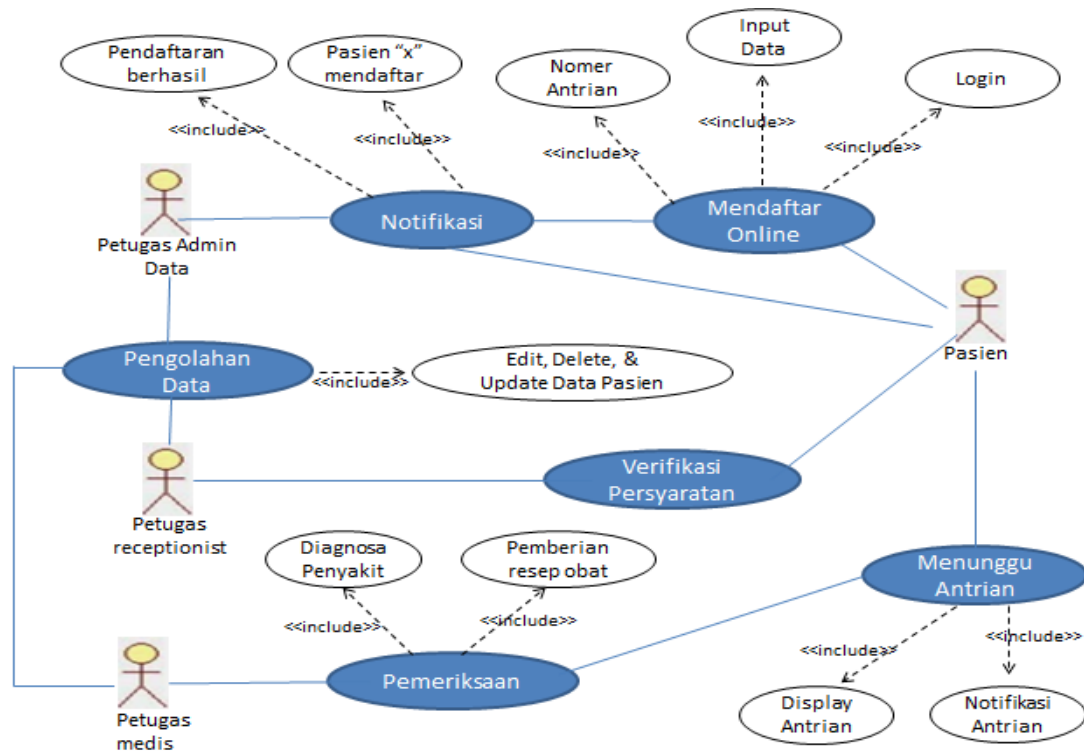 Pendaftaran
berhasil
Pasien “x”
mendaftar
Nomer
Antrian
Input
Data
Login
<<include>>
<<include>>
<<include>>
<<include>>
<<include>>
Notifikasi
Mendaftar
Online
Petugas Admin
Data
Pasien
Pengolahan
Data
<<include>>
Edit, Delete, &
Update Data Pasien
Verifikasi
Persyaratan
Petugas
receptionist
Diagnosa
Penyakit
Pemberian
resep obat
Menunggu
Antrian
<<include>>
<<include>>
<<include>>
<<include>>
Pemeriksaan
Petugas
medis
Display
Antrian
Notifikasi
Antrian